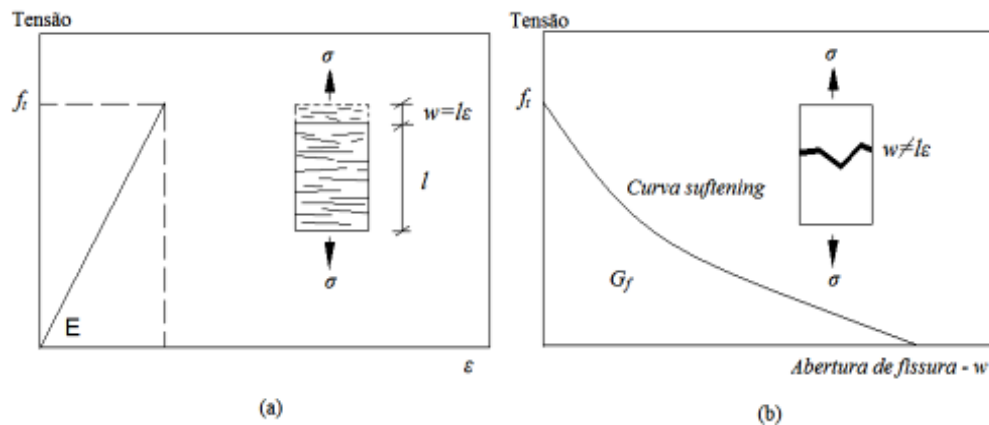 Tensão
σ
fₜ
w=lε
l
σ
E
ε
(a)
Tensão
σ
fₜ
w≠lε
Curva suftening
σ
G_f
Abertura de fissura - w
(b)